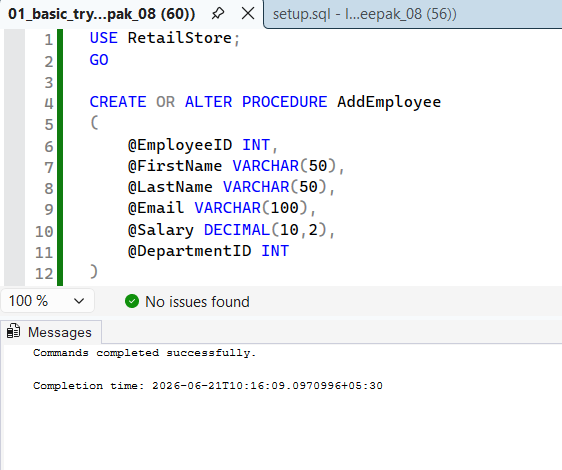 01_basic_try...pak_08 (60)) setup.sql - l...eepak_08 (56))
1 USE RetailStore;
2 GO
3
4 CREATE OR ALTER PROCEDURE AddEmployee
5 (
6 @EmployeeID INT,
7 @FirstName VARCHAR(50),
8 @LastName VARCHAR(50),
9 @Email VARCHAR(100),
10 @Salary DECIMAL(10,2),
11 @DepartmentID INT
12 )
100 % No issues found
Messages
Commands completed successfully.
Completion time: 2026-06-21T10:16:09.0970996+05:30